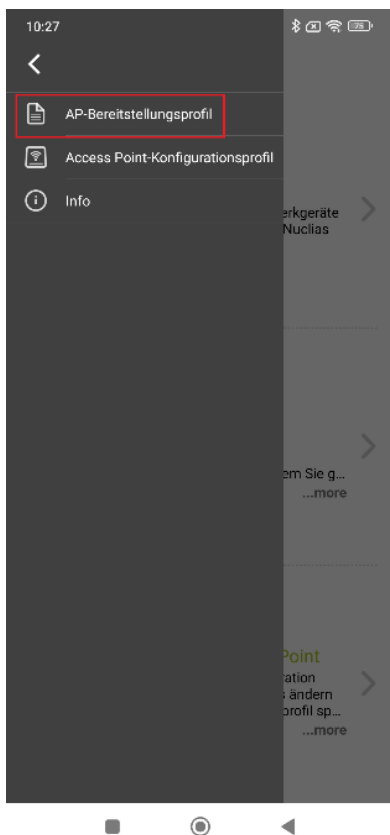 10:27
75
AP-Bereitstellungsprofil
Access Point-Konfigurationsprofil
Info
erkgeräte
Nuclias
em Sie g...
...more
Point
ration
s ändern
profil sp...
...more